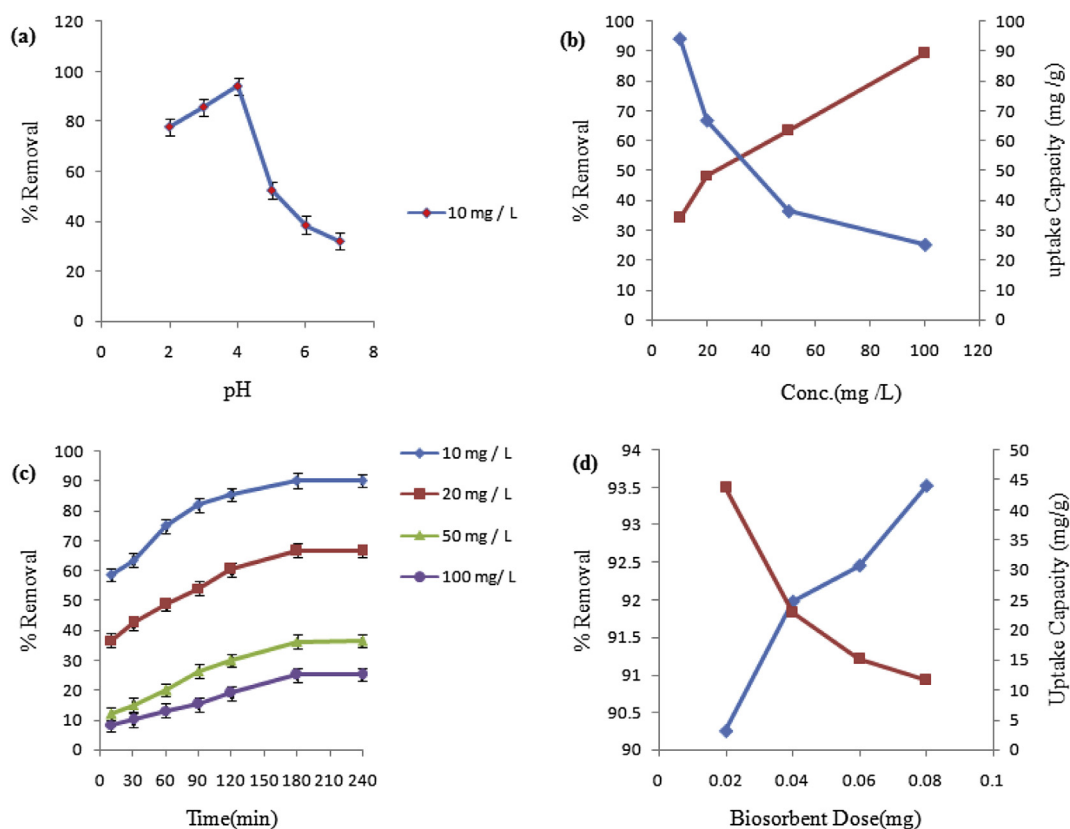 (a)
% Removal
120
100
80
60
40
20
0
0 2 4 6 8
pH
10 mg / L
(b)
% Removal
100
90
80
70
60
50
40
30
20
10
0
0 20 40 60 80 100 120
Conc.(mg /L)
100
90
80
70
60
50
40
30
20
10
0
uptake Capacity (mg /g)
(c)
% Removal
100
90
80
70
60
50
40
30
20
10
0
0 30 60 90 120 150 180 210 240
Time(min)
10 mg / L
20 mg / L
50 mg / L
100 mg/ L
(d)
% Removal
94
93.5
93
92.5
92
91.5
91
90.5
90
0 0.02 0.04 0.06 0.08 0.1
Biosorbent Dose(mg)
50
45
40
35
30
25
20
15
10
5
0
Uptake Capacity (mg/g)